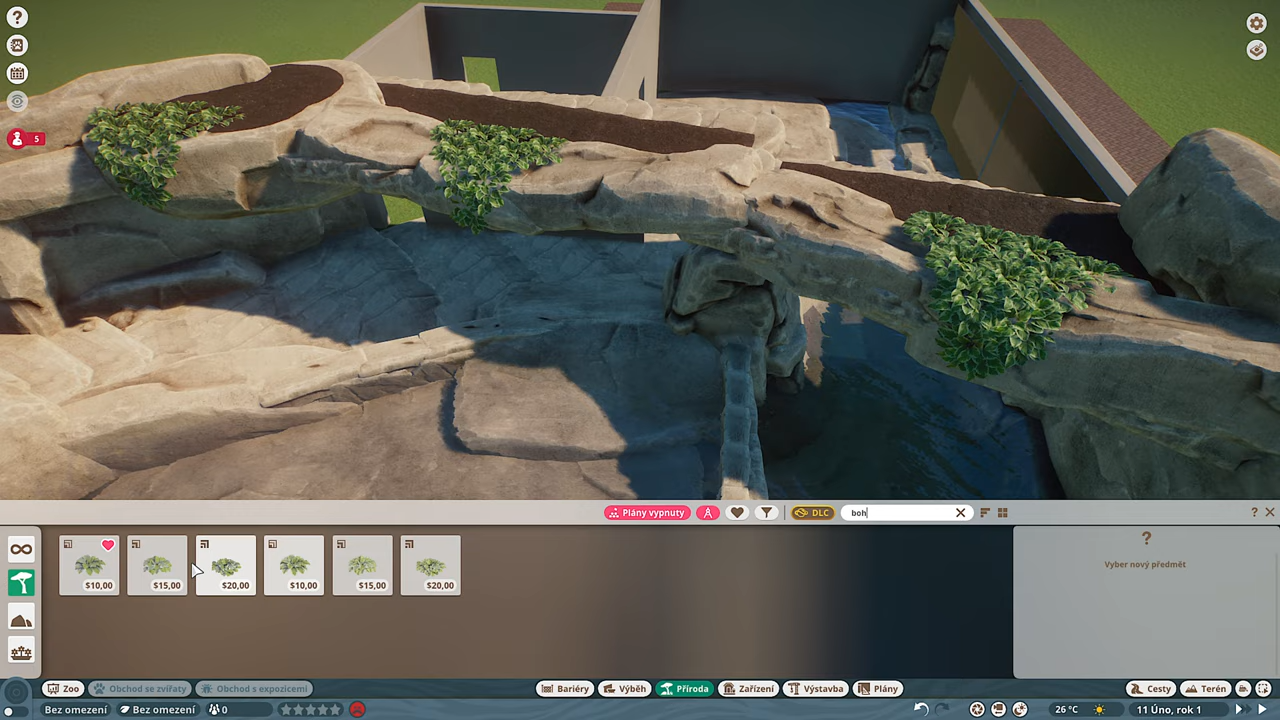 ?
5
Plány vypnuty
DLC
boh
?
$10,00
$15,00
$20,00
$10,00
$15,00
$20,00
?
Vyber nový předmět
Zoo
Obchod se zvířaty
Obchod s expozicemi
Bariéry
Výběh
Příroda
Zařízení
Výstavba
Plány
Cesty
Terén
Bez omezení
Bez omezení
0
26 °C
11 Úno, rok 1